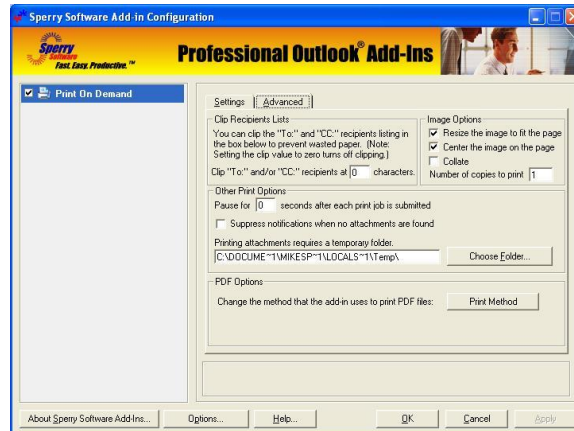 Sperry Software Add-in Configuration
Sperry
Software
Fast. Easy. Productive.™
Professional Outlook® Add-Ins
Print On Demand
Settings
Advanced
Clip Recipients Lists
You can clip the "To:" and "CC:" recipients listing in
the box below to prevent wasted paper. (Note:
Setting the clip value to zero turns off clipping.)
Clip "To:" and/or "CC:" recipients at 0 characters.
Image Options
Resize the image to fit the page
Center the image on the page
Collate
Number of copies to print 1
Other Print Options
Pause for 0 seconds after each print job is submitted
Suppress notifications when no attachments are found
Printing attachments requires a temporary folder.
C:\DOCUME~1\MIKESP~1\LOCALS~1\Temp\
Choose Folder...
PDF Options
Change the method that the add-in uses to print PDF files:
Print Method
About Sperry Software Add-Ins...
Options...
Help...
OK
Cancel
Apply